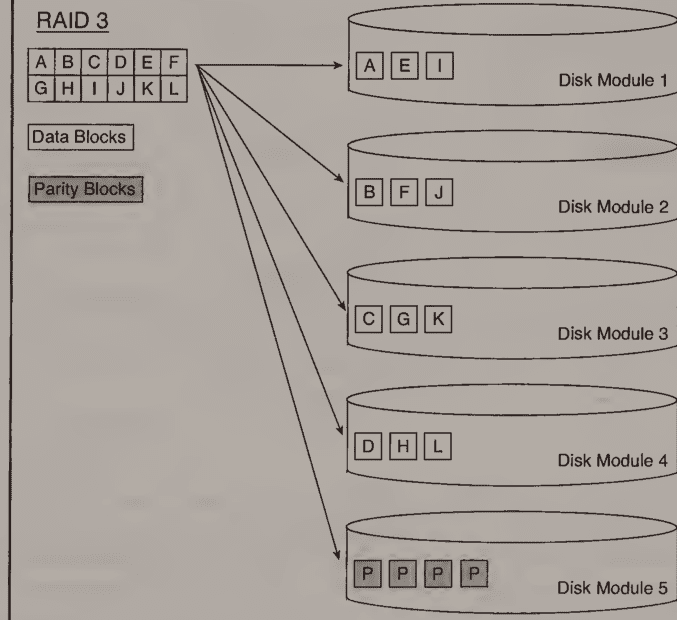 RAID 3
A B C D E F
G H I J K L
Data Blocks
Parity Blocks
A E I
Disk Module 1
B F J
Disk Module 2
C G K
Disk Module 3
D H L
Disk Module 4
P P P P
Disk Module 5